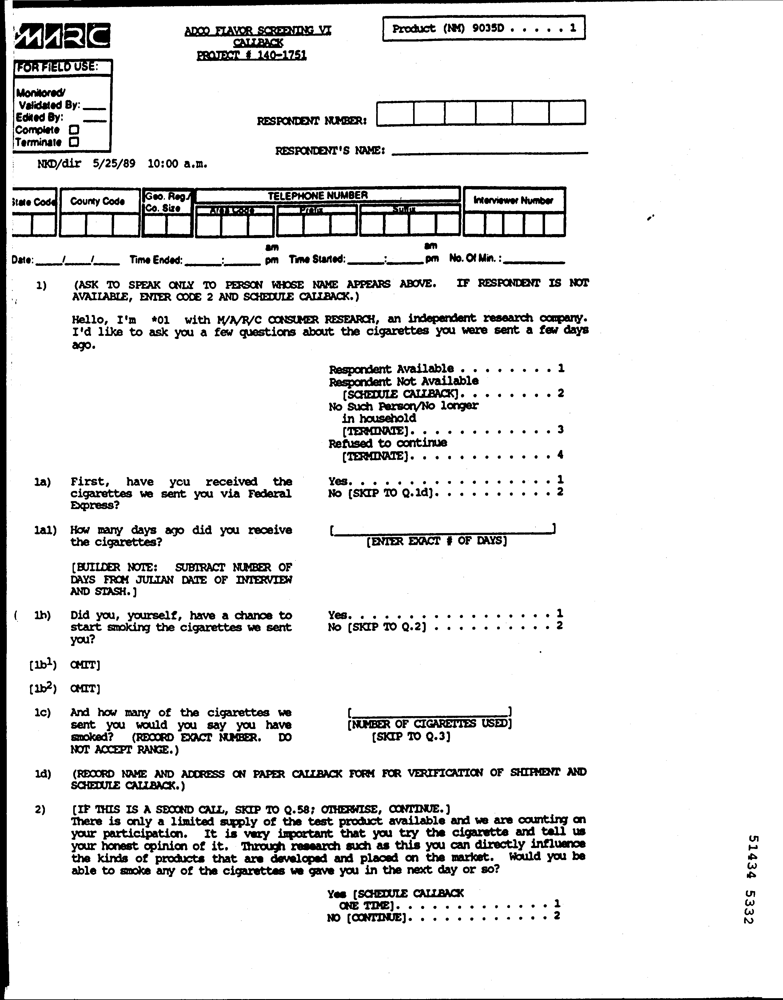 MARC
ADCO FLAVOR SCREENING VI
CALLBACK
PROJECT # 140-1751
Product (NM) 9035D . . . . . 1
FOR FIELD USE:
Monitored/
Validated By: ____
Edited By: ____
Complete ☐
Terminate ☐
RESPONDENT NUMBER:
RESPONDENT'S NAME: ____
NKD/dir 5/25/89 10:00 a.m.
State Code County Code Geo. Reg./ Co. Size TELEPHONE NUMBER Interviewer Number
Area Code Prefix Suffix
am am
Date: ____/____/____ Time Ended: ____:____ pm Time Started: ____:____ pm No. Of Min. : ____
1) (ASK TO SPEAK ONLY TO PERSON WHOSE NAME APPEARS ABOVE. IF RESPONDENT IS NOT
AVAILABLE, ENTER CODE 2 AND SCHEDULE CALLBACK.)
Hello, I'm *01 with M/A/R/C CONSUMER RESEARCH, an independent research company.
I'd like to ask you a few questions about the cigarettes you were sent a few days
ago.
Respondent Available . . . . . . . . 1
Respondent Not Available
[SCHEDULE CALLBACK]. . . . . . . . 2
No Such Person/No longer
in household
[TERMINATE]. . . . . . . . . . . . 3
Refused to continue
[TERMINATE]. . . . . . . . . . . . 4
1a) First, have you received the
cigarettes we sent you via Federal
Express?
Yes. . . . . . . . . . . . . . . . . 1
No [SKIP TO Q.1d]. . . . . . . . . . 2
1a1) How many days ago did you receive
the cigarettes?
[____]
[ENTER EXACT # OF DAYS]
[BUILDER NOTE: SUBTRACT NUMBER OF
DAYS FROM JULIAN DATE OF INTERVIEW
AND STASH.]
( 1b) Did you, yourself, have a chance to
start smoking the cigarettes we sent
you?
Yes. . . . . . . . . . . . . . . . . 1
No [SKIP TO Q.2] . . . . . . . . . . 2
[1b1) OMIT]
[1b2) OMIT]
1c) And how many of the cigarettes we
sent you would you say you have
smoked? (RECORD EXACT NUMBER. DO
NOT ACCEPT RANGE.)
[____]
[NUMBER OF CIGARETTES USED]
[SKIP TO Q.3]
1d) (RECORD NAME AND ADDRESS ON PAPER CALLBACK FORM FOR VERIFICATION OF SHIPMENT AND
SCHEDULE CALLBACK.)
2) [IF THIS IS A SECOND CALL, SKIP TO Q.58; OTHERWISE, CONTINUE.]
There is only a limited supply of the test product available and we are counting on
your participation. It is very important that you try the cigarette and tell us
your honest opinion of it. Through research such as this you can directly influence
the kinds of products that are developed and placed on the market. Would you be
able to smoke any of the cigarettes we gave you in the next day or so?
Yes [SCHEDULE CALLBACK
ONE TIME]. . . . . . . . . . . . . 1
NO [CONTINUE]. . . . . . . . . . . . 2
51434 5332